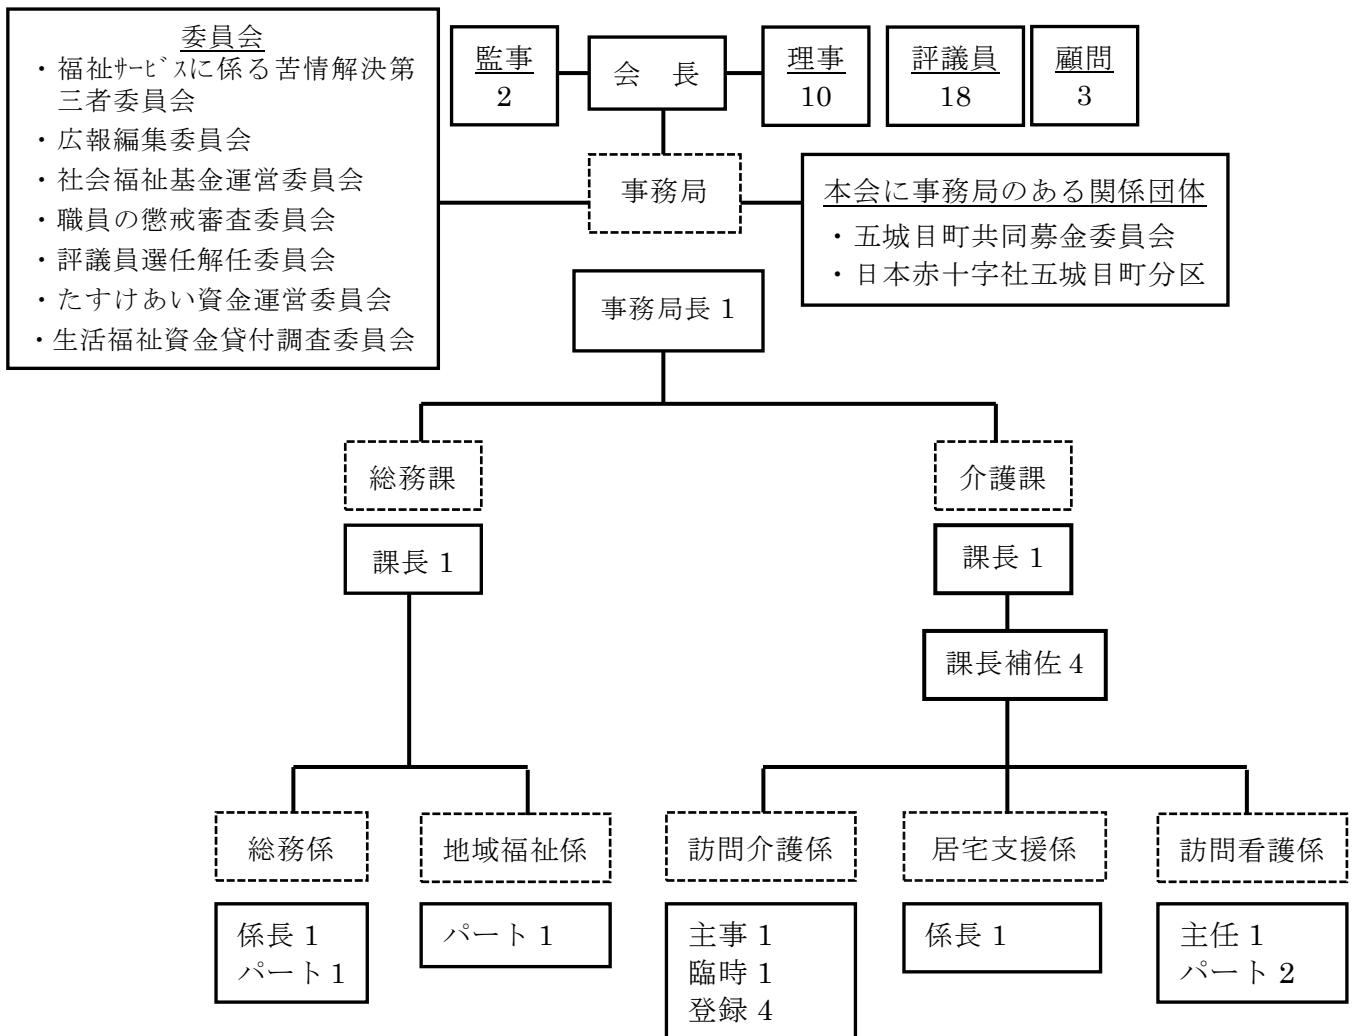 委員会
・福祉ｻｰﾋﾞｽに係る苦情解決第
三者委員会
・広報編集委員会
・社会福祉基金運営委員会
・職員の懲戒審査委員会
・評議員選任解任委員会
・たすけあい資金運営委員会
・生活福祉資金貸付調査委員会
監事
2
会　長
理事
10
評議員
18
顧問
3
事務局
本会に事務局のある関係団体
・五城目町共同募金委員会
・日本赤十字社五城目町分区
事務局長 1
総務課
介護課
課長 1
課長 1
課長補佐 4
総務係
地域福祉係
訪問介護係
居宅支援係
訪問看護係
係長 1
パート 1
パート 1
主事 1
臨時 1
登録 4
係長 1
主任 1
パート 2